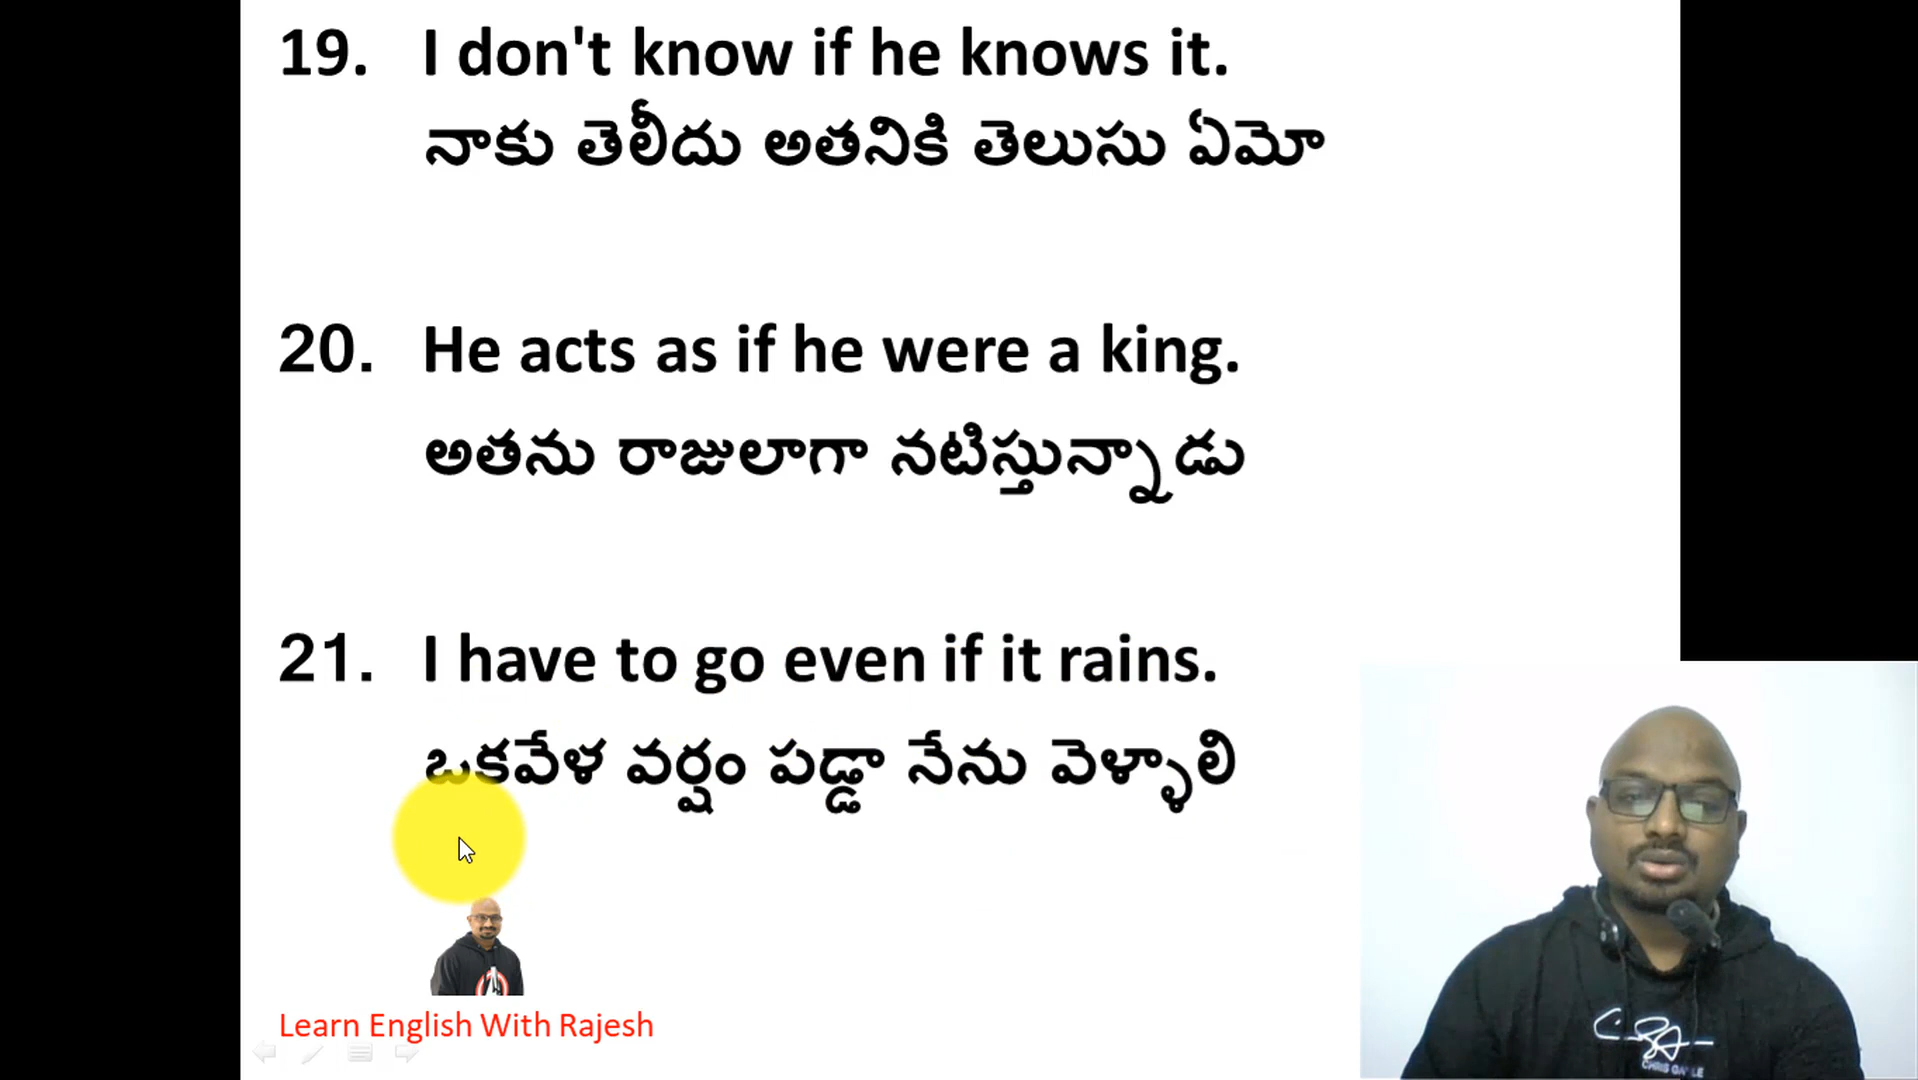 19. I don't know if he knows it.
నాకు తెలీదు అతనికి తెలుసు ఏమో
20. He acts as if he were a king.
అతను రాజులాగా నటిస్తున్నాడు
21. I have to go even if it rains.
ఒకవేళ వర్షం పడ్డా నేను వెళ్ళాలి
Learn English With Rajesh